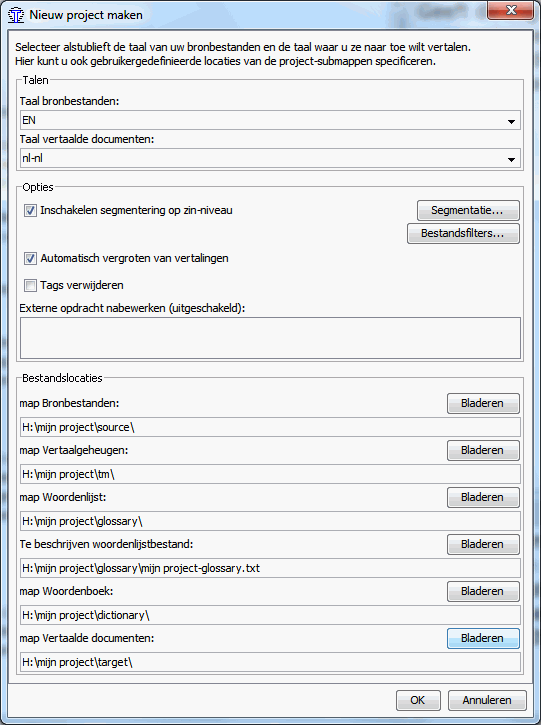 Nieuw project maken
Selecteer alstublieft de taal van uw bronbestanden en de taal waar u ze naar toe wilt vertalen.
Hier kunt u ook gebruikergedefinieerde locaties van de project-submappen specificeren.
Talen
Taal bronbestanden:
EN
Taal vertaalde documenten:
nl-nl
Opties
Inschakelen segmentering op zin-niveau
Segmentatie...
Bestandsfilters...
Automatisch vergroten van vertalingen
Tags verwijderen
Externe opdracht nabewerken (uitgeschakeld):
Bestandslocaties
map Bronbestanden:
Bladeren
H:\mijn project\source\
map Vertaalgeheugen:
Bladeren
H:\mijn project\tm\
map Woordenlijst:
Bladeren
H:\mijn project\glossary\
Te beschrijven woordenlijstbestand:
Bladeren
H:\mijn project\glossary\mijn project-glossary.txt
map Woordenboek:
Bladeren
H:\mijn project\dictionary\
map Vertaalde documenten:
Bladeren
H:\mijn project\target\
OK
Annuleren